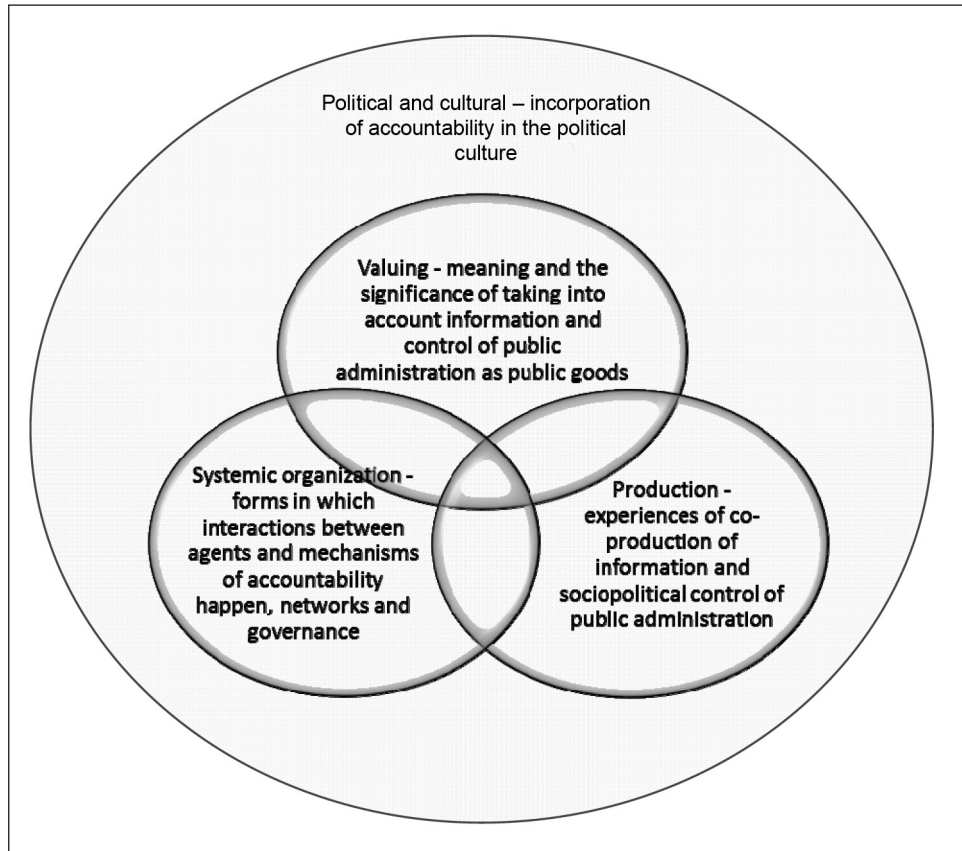 Political and cultural – incorporation
of accountability in the political
culture
Valuing - meaning and the
significance of taking into
account information and
control of public
administration as public goods
Systemic organization -
forms in which
interactions between
agents and mechanisms
of accountability
happen, networks and
governance
Production -
experiences of co-
production of
information and
sociopolitical control of
public administration